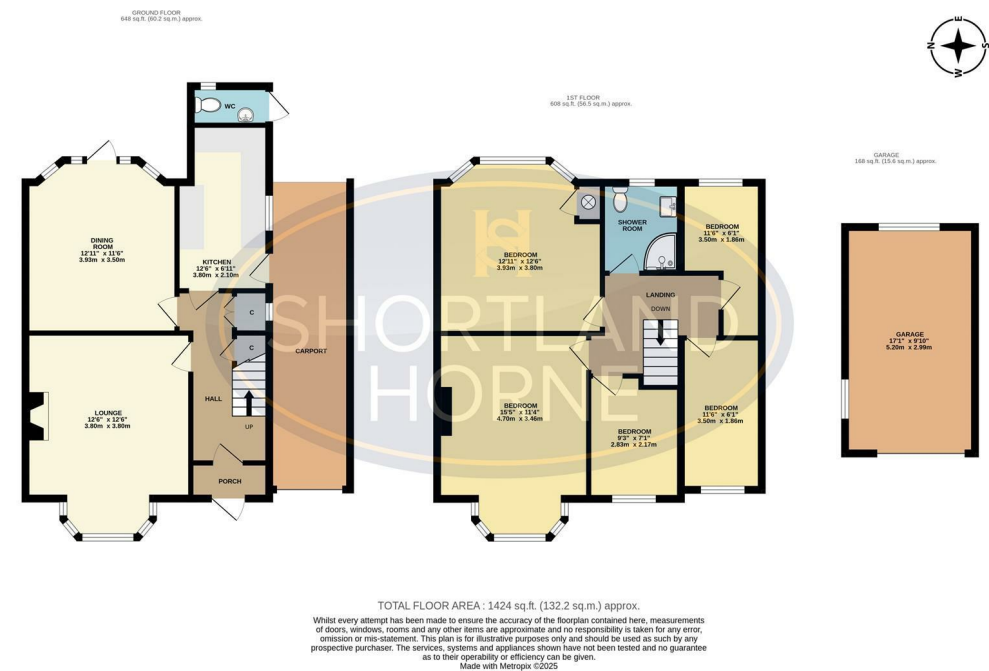 GROUND FLOOR
648 sq.ft. (60.2 sq.m.) approx.
WC
DINING
ROOM
12'11" x 11'6"
3.93m x 3.50m
KITCHEN
12'6" x 6'11"
3.80m x 2.10m
C
C
CARPORT
LOUNGE
12'6" x 12'6"
3.80m x 3.80m
HALL
UP
PORCH
1ST FLOOR
608 sq.ft. (56.5 sq.m.) approx.
BEDROOM
12'11" x 12'6"
3.93m x 3.80m
SHOWER
ROOM
BEDROOM
11'6" x 6'1"
3.50m x 1.86m
LANDING
DOWN
BEDROOM
15'5" x 11'4"
4.70m x 3.46m
BEDROOM
9'3" x 7'1"
2.83m x 2.17m
BEDROOM
11'6" x 6'1"
3.50m x 1.86m
GARAGE
168 sq.ft. (15.6 sq.m.) approx.
GARAGE
17'1" x 9'10"
5.20m x 2.99m
N
E
S
W
SHORTLAND
HORNE
TOTAL FLOOR AREA : 1424 sq.ft. (132.2 sq.m.) approx.
Whilst every attempt has been made to ensure the accuracy of the floorplan contained here, measurements
of doors, windows, rooms and any other items are approximate and no responsibility is taken for any error,
omission or mis-statement. This plan is for illustrative purposes only and should be used as such by any
prospective purchaser. The services, systems and appliances shown have not been tested and no guarantee
as to their operability or efficiency can be given.
Made with Metropix ©2025